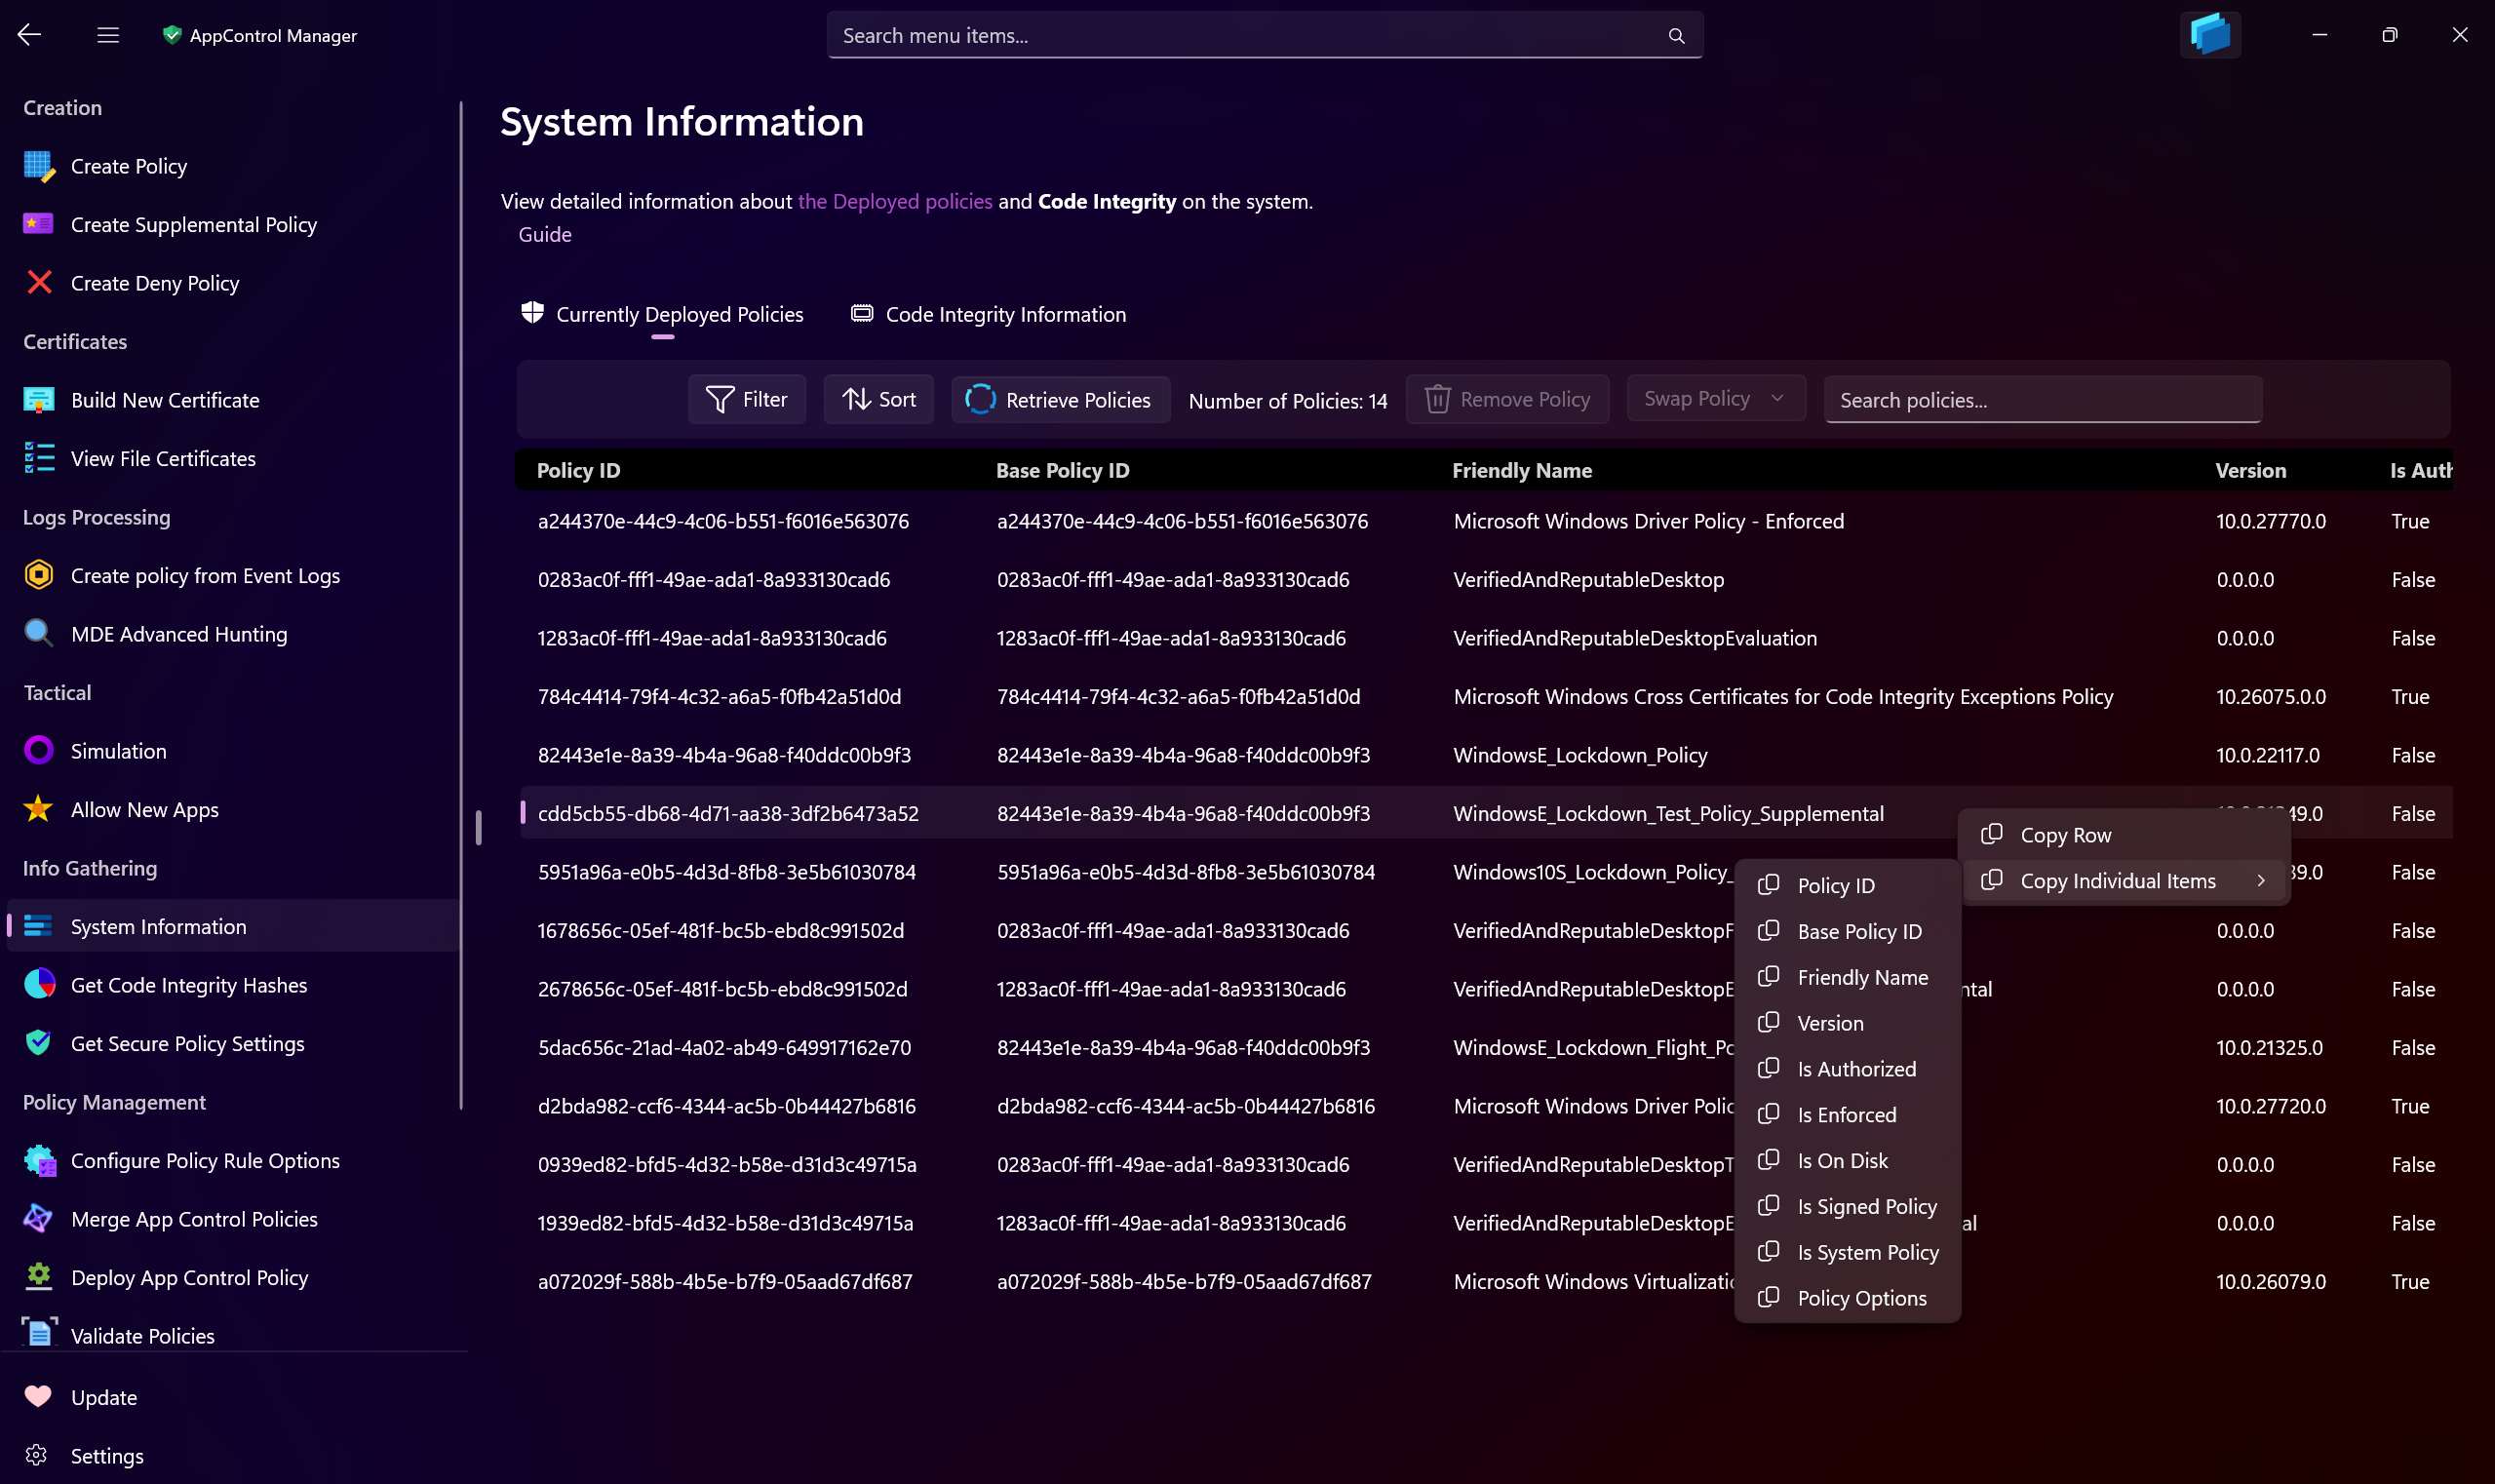 AppControl Manager
Search menu items...
Creation
Create Policy
Create Supplemental Policy
Create Deny Policy
Certificates
Build New Certificate
View File Certificates
Logs Processing
Create policy from Event Logs
MDE Advanced Hunting
Tactical
Simulation
Allow New Apps
Info Gathering
System Information
Get Code Integrity Hashes
Get Secure Policy Settings
Policy Management
Configure Policy Rule Options
Merge App Control Policies
Deploy App Control Policy
Validate Policies
Update
Settings
System Information
View detailed information about the Deployed policies and Code Integrity on the system.
Guide
Currently Deployed Policies Code Integrity Information
Filter Sort Retrieve Policies Number of Policies: 14 Remove Policy Swap Policy Search policies...
Policy ID Base Policy ID Friendly Name Version Is Auth
a244370e-44c9-4c06-b551-f6016e563076 a244370e-44c9-4c06-b551-f6016e563076 Microsoft Windows Driver Policy - Enforced 10.0.27770.0 True
0283ac0f-fff1-49ae-ada1-8a933130cad6 0283ac0f-fff1-49ae-ada1-8a933130cad6 VerifiedAndReputableDesktop 0.0.0.0 False
1283ac0f-fff1-49ae-ada1-8a933130cad6 1283ac0f-fff1-49ae-ada1-8a933130cad6 VerifiedAndReputableDesktopEvaluation 0.0.0.0 False
784c4414-79f4-4c32-a6a5-f0fb42a51d0d 784c4414-79f4-4c32-a6a5-f0fb42a51d0d Microsoft Windows Cross Certificates for Code Integrity Exceptions Policy 10.26075.0.0 True
82443e1e-8a39-4b4a-96a8-f40ddc00b9f3 82443e1e-8a39-4b4a-96a8-f40ddc00b9f3 WindowsE_Lockdown_Policy 10.0.22117.0 False
cdd5cb55-db68-4d71-aa38-3df2b6473a52 82443e1e-8a39-4b4a-96a8-f40ddc00b9f3 WindowsE_Lockdown_Test_Policy_Supplemental 49.0 False
5951a96a-e0b5-4d3d-8fb8-3e5b61030784 5951a96a-e0b5-4d3d-8fb8-3e5b61030784 Windows10S_Lockdown_Policy_ 39.0 False
1678656c-05ef-481f-bc5b-ebd8c991502d 0283ac0f-fff1-49ae-ada1-8a933130cad6 VerifiedAndReputableDesktopF 0.0.0.0 False
2678656c-05ef-481f-bc5b-ebd8c991502d 1283ac0f-fff1-49ae-ada1-8a933130cad6 VerifiedAndReputableDesktopE ntal 0.0.0.0 False
5dac656c-21ad-4a02-ab49-649917162e70 82443e1e-8a39-4b4a-96a8-f40ddc00b9f3 WindowsE_Lockdown_Flight_Po 10.0.21325.0 False
d2bda982-ccf6-4344-ac5b-0b44427b6816 d2bda982-ccf6-4344-ac5b-0b44427b6816 Microsoft Windows Driver Polic 10.0.27720.0 True
0939ed82-bfd5-4d32-b58e-d31d3c49715a 0283ac0f-fff1-49ae-ada1-8a933130cad6 VerifiedAndReputableDesktopT 0.0.0.0 False
1939ed82-bfd5-4d32-b58e-d31d3c49715a 1283ac0f-fff1-49ae-ada1-8a933130cad6 VerifiedAndReputableDesktopE al 0.0.0.0 False
a072029f-588b-4b5e-b7f9-05aad67df687 a072029f-588b-4b5e-b7f9-05aad67df687 Microsoft Windows Virtualizatio 10.0.26079.0 True
Copy Row
Copy Individual Items
Policy ID
Base Policy ID
Friendly Name
Version
Is Authorized
Is Enforced
Is On Disk
Is Signed Policy
Is System Policy
Policy Options